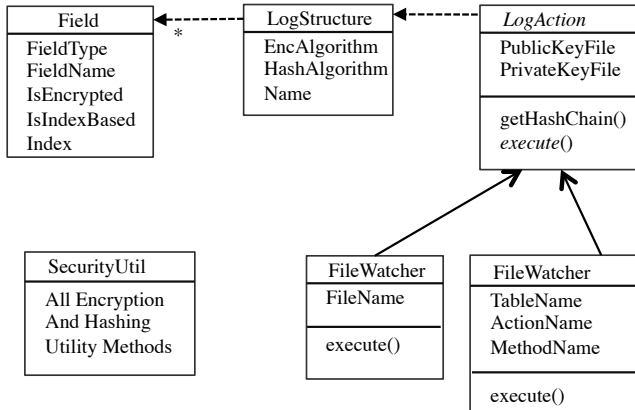 Field
FieldType
FieldName
IsEncrypted
IsIndexBased
Index
*
LogStructure
EncAlgorithm
HashAlgorithm
Name
LogAction
PublicKeyFile
PrivateKeyFile
getHashChain()
execute()
SecurityUtil
All Encryption
And Hashing
Utility Methods
FileWatcher
FileName
execute()
FileWatcher
TableName
ActionName
MethodName
execute()